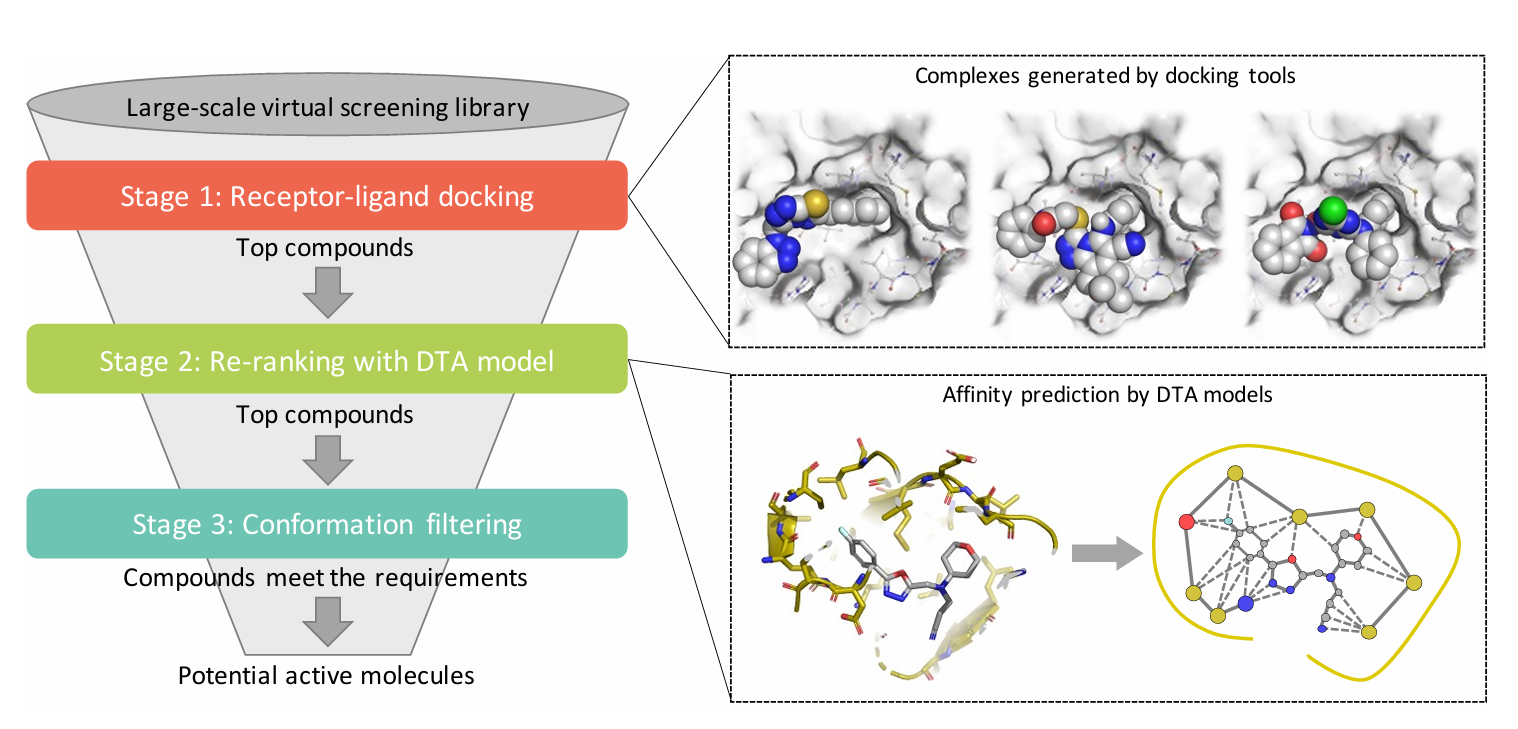 Large-scale virtual screening library
Stage 1: Receptor-ligand docking
Top compounds
Stage 2: Re-ranking with DTA model
Top compounds
Stage 3: Conformation filtering
Compounds meet the requirements
Potential active molecules
Complexes generated by docking tools
Affinity prediction by DTA models